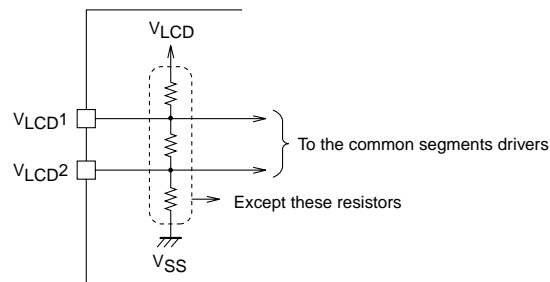 VLCD
VLCD1
To the common segments drivers
VLCD2
Except these resistors
VSS